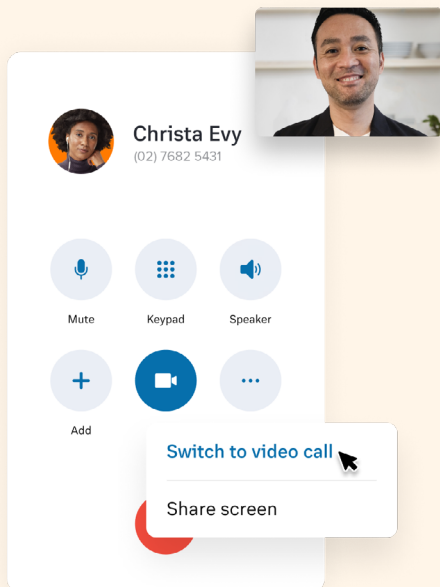 Christa Evy
(02) 7682 5431
Mute
Keypad
Speaker
Add
Switch to video call
Share screen